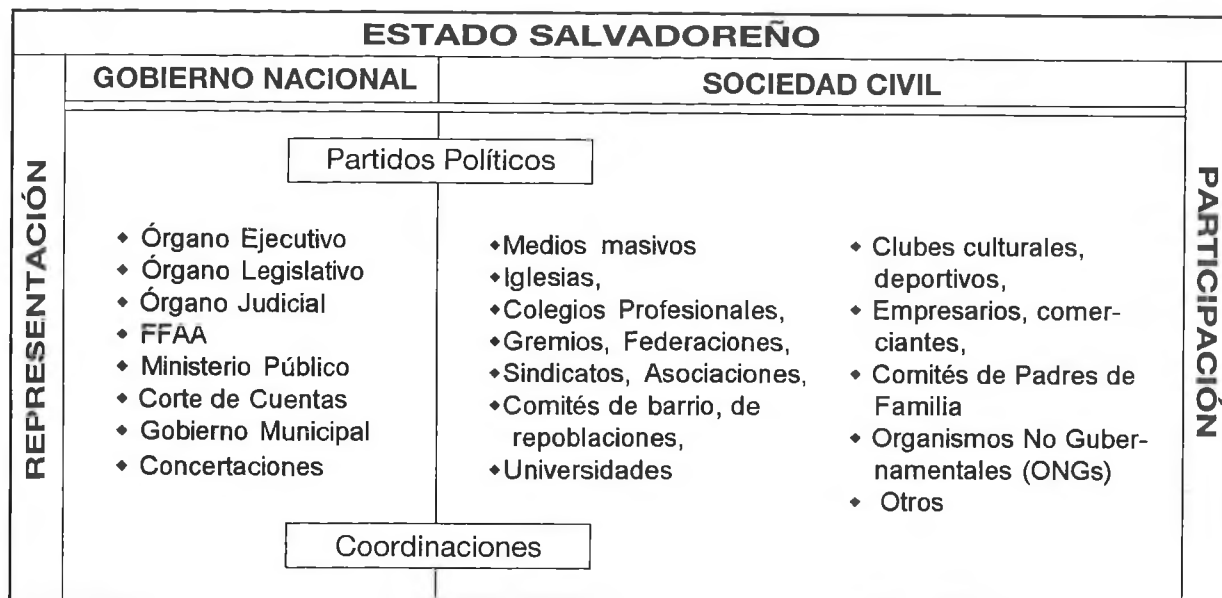 ESTADO SALVADOREÑO
GOBIERNO NACIONAL
SOCIEDAD CIVIL
REPRESENTACIÓN
Partidos Políticos
◆ Órgano Ejecutivo
◆ Órgano Legislativo
◆ Órgano Judicial
◆ FFAA
◆ Ministerio Público
◆ Corte de Cuentas
◆ Gobierno Municipal
◆ Concertaciones
◆Medios masivos
◆Iglesias,
◆Colegios Profesionales,
◆Gremios, Federaciones,
◆Sindicatos, Asociaciones,
◆Comités de barrio, de
repoblaciones,
◆Universidades
◆ Clubes culturales,
deportivos,
◆ Empresarios, comer-
ciantes,
◆ Comités de Padres de
Familia
◆ Organismos No Guber-
namentales (ONGs)
◆ Otros
Coordinaciones
PARTICIPACIÓN